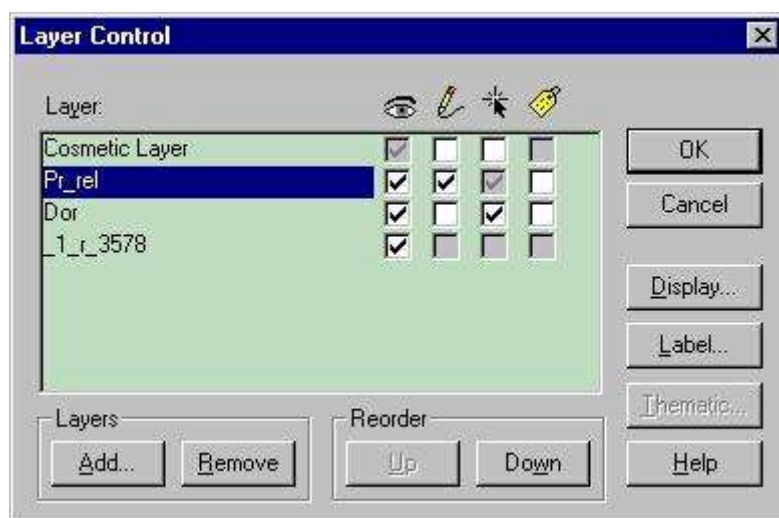 Layer Control
Layer:
Cosmetic Layer
Pr_rel
Dor
_1_r_3578
OK
Cancel
Display...
Label...
Thematic...
Help
Layers
Add...
Remove
Reorder
Up
Down